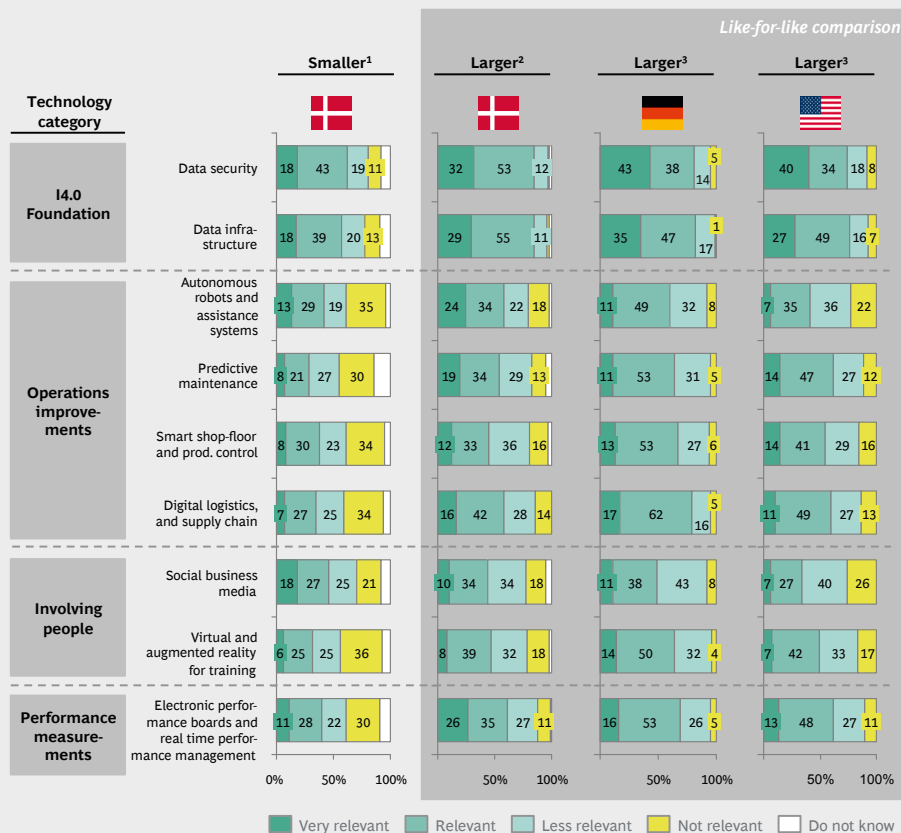 Like-for-like comparison
Smaller¹ Larger² Larger³ Larger³
Technology
category
I4.0
Foundation
Data security
18 43 19 11 32 53 12 43 38 14 5 40 34 18 8
Data infra-
structure
18 39 20 13 29 55 11 35 47 17 1 27 49 16 7
Operations
improve-
ments
Autonomous
robots and
assistance
systems
13 29 19 35 24 34 22 18 11 49 32 8 7 35 36 22
Predictive
maintenance
8 21 27 30 19 34 29 13 11 53 31 5 14 47 27 12
Smart shop-floor
and prod. control
8 30 23 34 12 33 36 16 13 53 27 6 14 41 29 16
Digital logistics,
and supply chain
7 27 25 34 16 42 28 14 17 62 16 5 11 49 27 13
Involving
people
Social business
media
18 27 25 21 10 34 34 18 11 38 43 8 7 27 40 26
Virtual and
augmented reality
for training
6 25 25 36 8 39 32 18 14 50 32 4 7 42 33 17
Performance
measure-
ments
Electronic perfor-
mance boards and
real time perfor-
mance management
11 28 22 30 26 35 27 11 16 53 26 5 13 48 27 11
0% 50% 100% 50% 100% 50% 100% 50% 100%
Very relevant Relevant Less relevant Not relevant Do not know